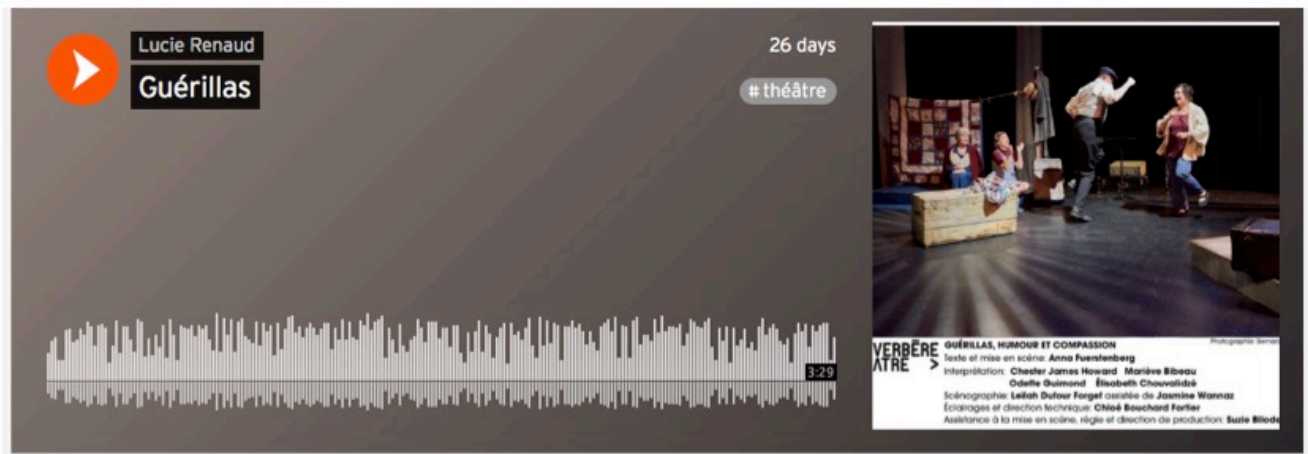 Lucie Renaud
Guérillas
26 days
# théâtre
3:29
Photographie: Bernar
VERBÈRE
ATRE >
GUÉRILLAS, HUMOUR ET COMPASSION
Texte et mise en scène: Anna Fuerstenberg
Interprétation: Chester James Howard Mariève Bibeau
Odette Guimond Élisabeth Chouvalidzé
Scénographie: Leilah Dufour Forget assistée de Jasmine Wannaz
Éclairages et direction technique: Chloé Bouchard Fortier
Assistance à la mise en scène, régie et direction de production: Suzie Bilode